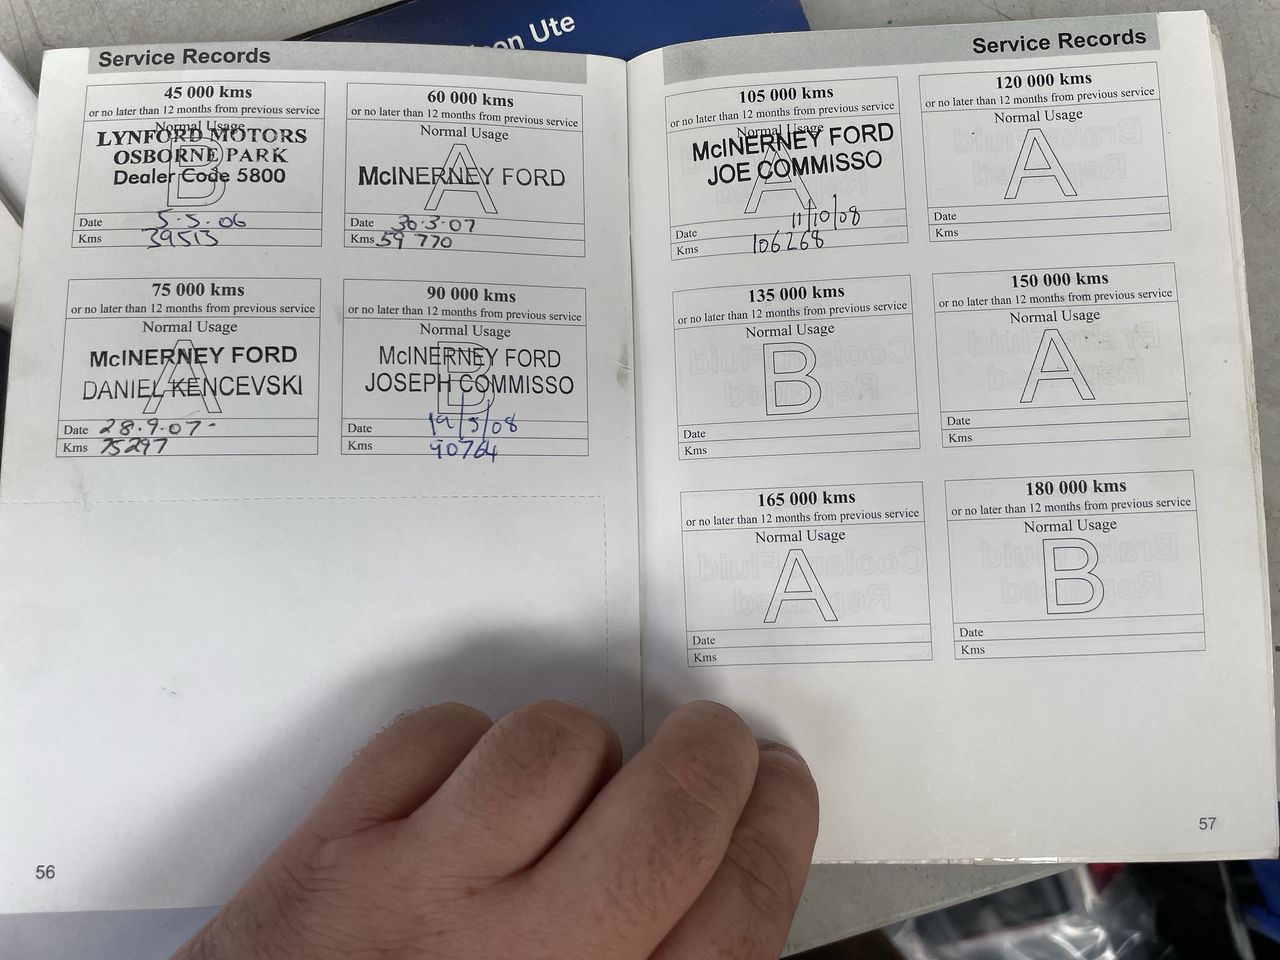 on Ute
Service Records
45 000 kms
or no later than 12 months from previous service
Normal Usage
B
LYNFORD MOTORS
OSBORNE PARK
Dealer Code 5800
Date 5.5.06
Kms 39513
60 000 kms
or no later than 12 months from previous service
Normal Usage
A
McINERNEY FORD
Date 30.3.07
Kms 59 770
75 000 kms
or no later than 12 months from previous service
Normal Usage
A
McINERNEY FORD
DANIEL KENCEVSKI
Date 28.9.07-
Kms 75297
90 000 kms
or no later than 12 months from previous service
Normal Usage
B
McINERNEY FORD
JOSEPH COMMISSO
Date 19/5/08
Kms 90764
56
Service Records
105 000 kms
or no later than 12 months from previous service
Normal Usage
A
McINERNEY FORD
JOE COMMISSO
Date 11/10/08
Kms 106268
120 000 kms
or no later than 12 months from previous service
Normal Usage
A
Date
Kms
135 000 kms
or no later than 12 months from previous service
Normal Usage
B
Date
Kms
150 000 kms
or no later than 12 months from previous service
Normal Usage
A
Date
Kms
165 000 kms
or no later than 12 months from previous service
Normal Usage
A
Date
Kms
180 000 kms
or no later than 12 months from previous service
Normal Usage
B
Date
Kms
57